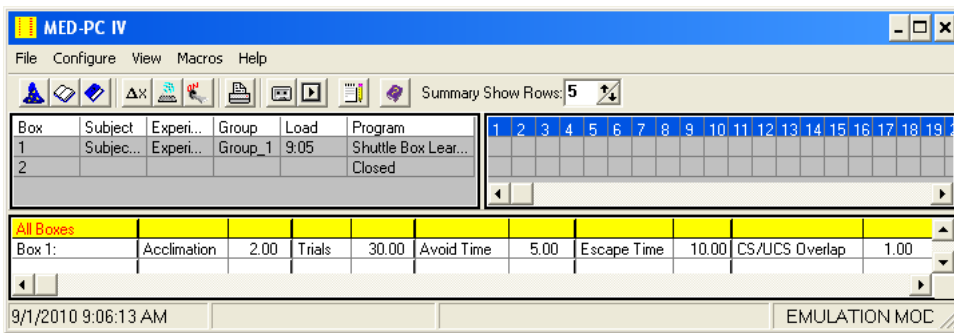 MED-PC IV
File Configure View Macros Help
Δx Summary Show Rows: 5
Box Subject Experi... Group Load Program 1 2 3 4 5 6 7 8 9 10 11 12 13 14 15 16 17 18 19
1 Subjec... Experi... Group_1 9:05 Shuttle Box Lear...
2 Closed
All Boxes
Box 1: Acclimation 2.00 Trials 30.00 Avoid Time 5.00 Escape Time 10.00 CS/UCS Overlap 1.00
9/1/2010 9:06:13 AM EMULATION MOD